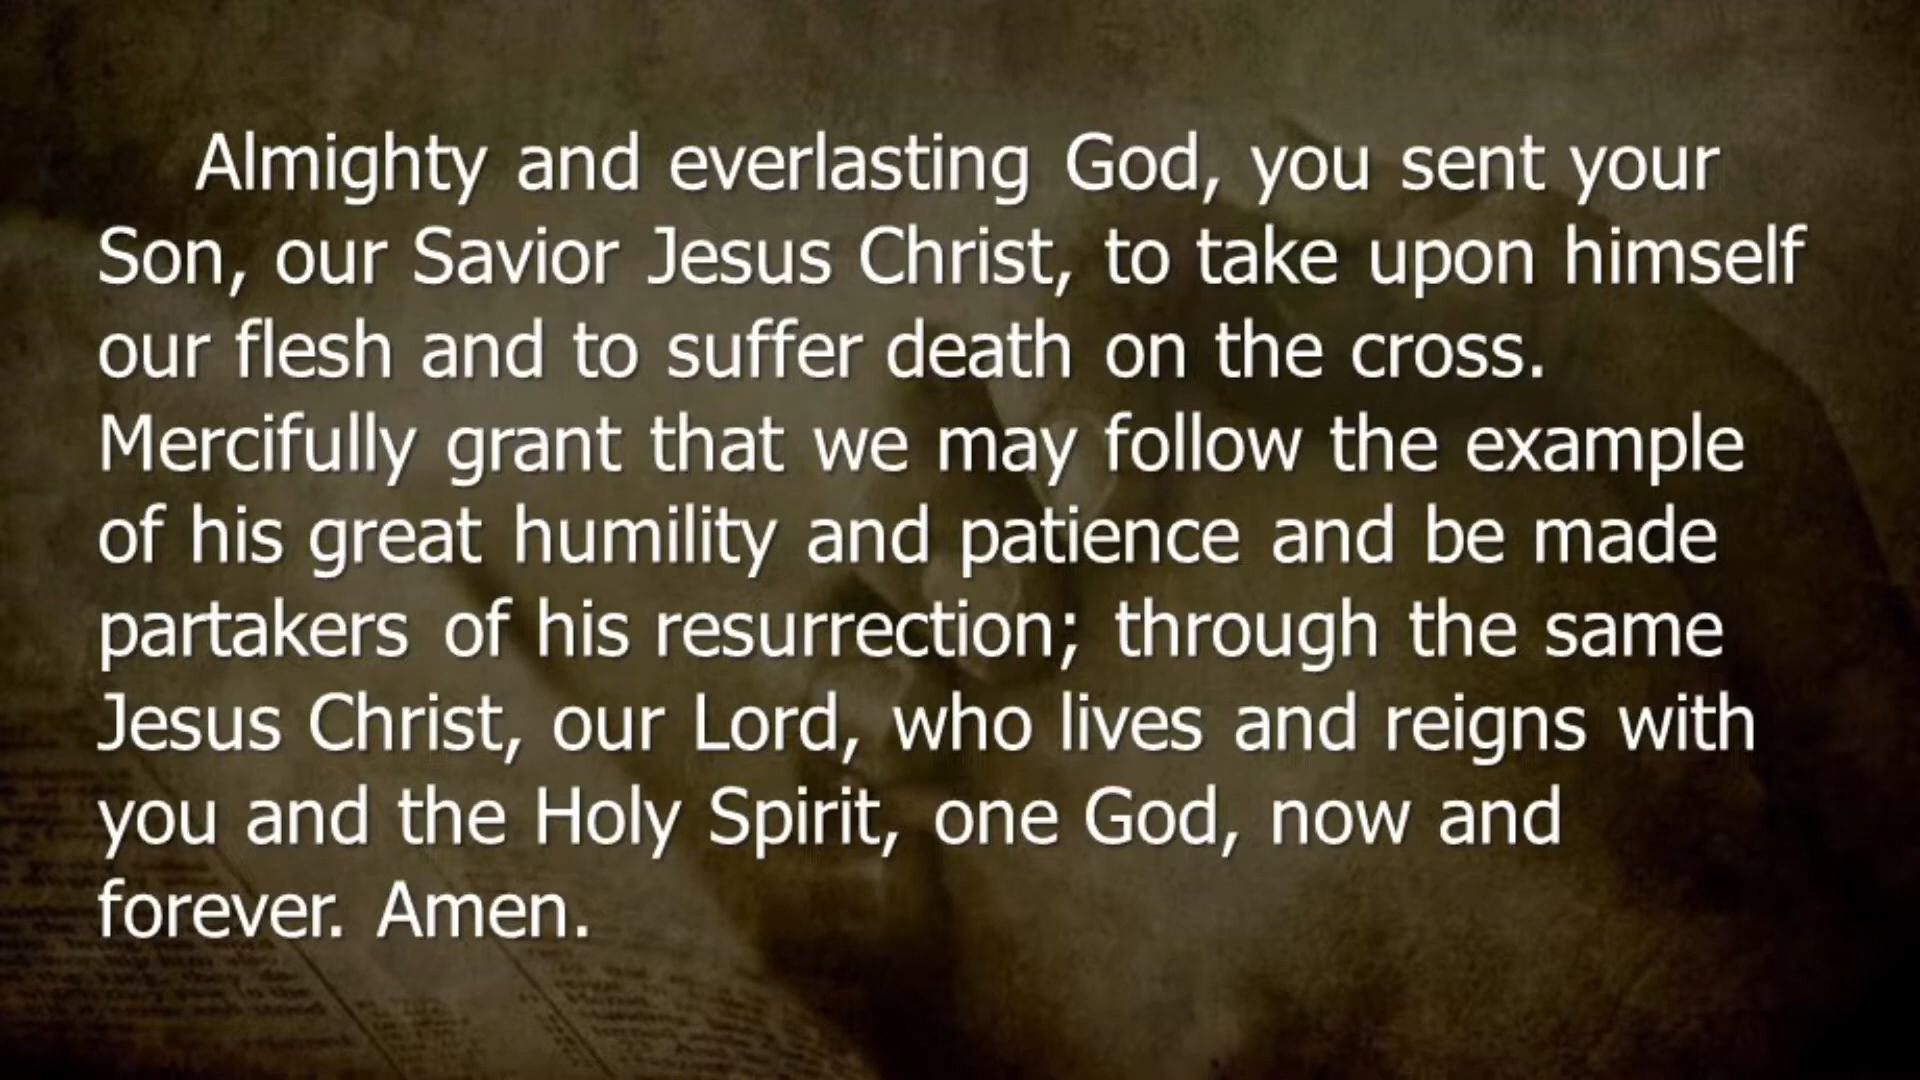 Almighty and everlasting God, you sent your
Son, our Savior Jesus Christ, to take upon himself
our flesh and to suffer death on the cross.
Mercifully grant that we may follow the example
of his great humility and patience and be made
partakers of his resurrection; through the same
Jesus Christ, our Lord, who lives and reigns with
you and the Holy Spirit, one God, now and
forever. Amen.